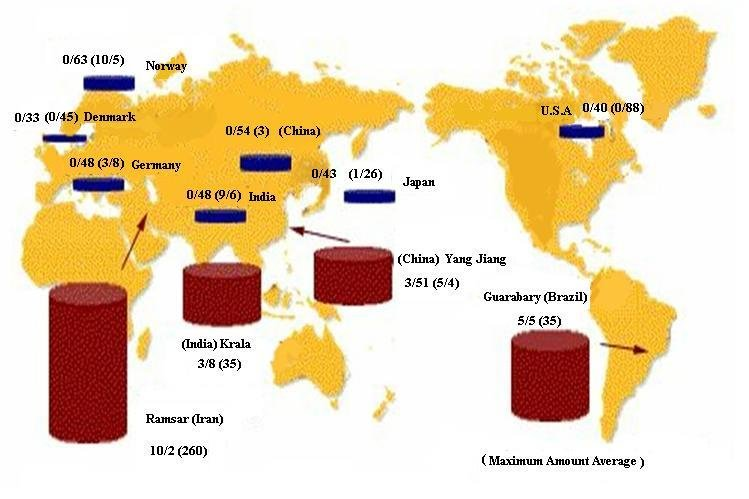 0/63 (10/5)
Norway
0/33 (0/45) Denmark
U.S.A 0/40 (0/88)
0/54 (3) (China)
0/48 (3/8) Germany
0/43 (1/26)
Japan
0/48 (9/6) India
(China) Yang Jiang
3/51 (5/4)
Guarabary (Brazil)
5/5 (35)
(India) Krala
3/8 (35)
Ramsar (Iran)
10/2 (260)
( Maximum Amount Average )